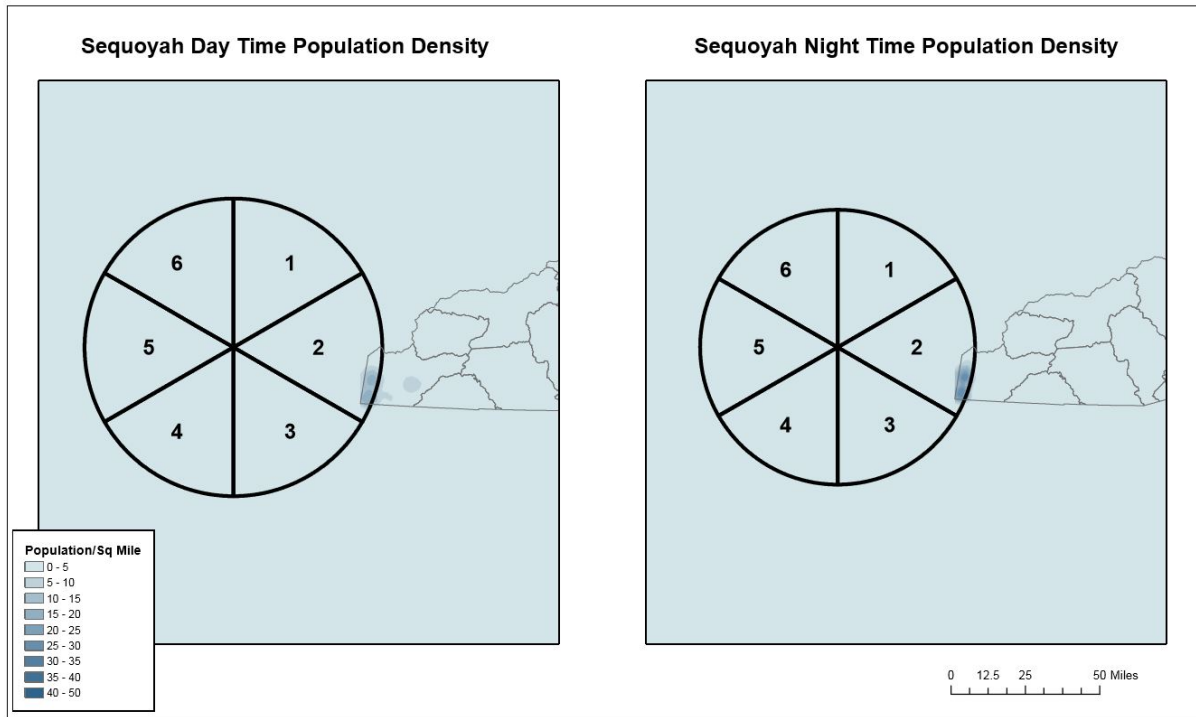 Sequoyah Day Time Population Density
Sequoyah Night Time Population Density
6
1
5
2
4
3
6
1
5
2
4
3
Population/Sq Mile
0 - 5
5 - 10
10 - 15
15 - 20
20 - 25
25 - 30
30 - 35
35 - 40
40 - 50
0 12.5 25 50 Miles